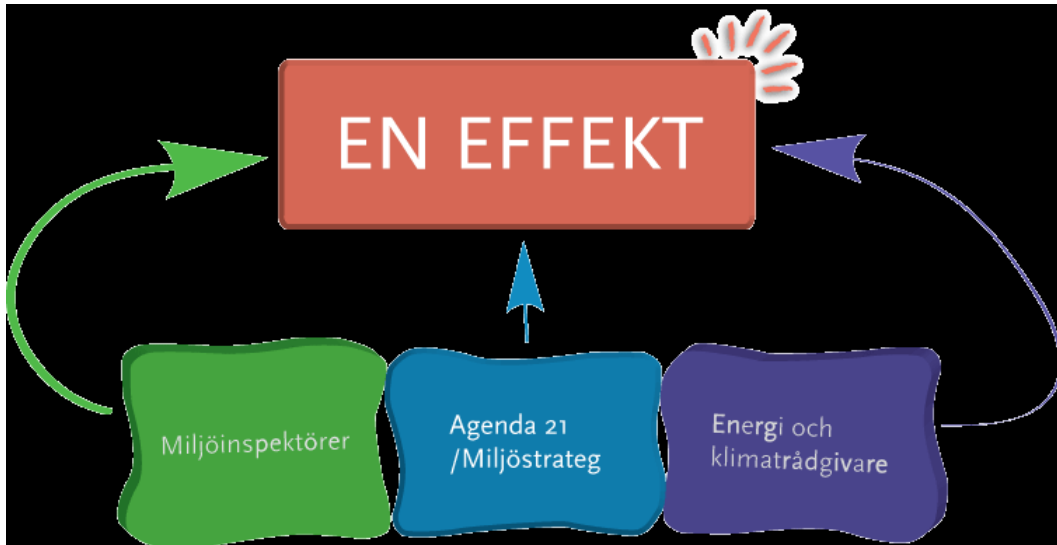 EN EFFEKT
Miljöinspektörer
Agenda 21
/Miljöstrateg
Energi och
klimatrådgivare